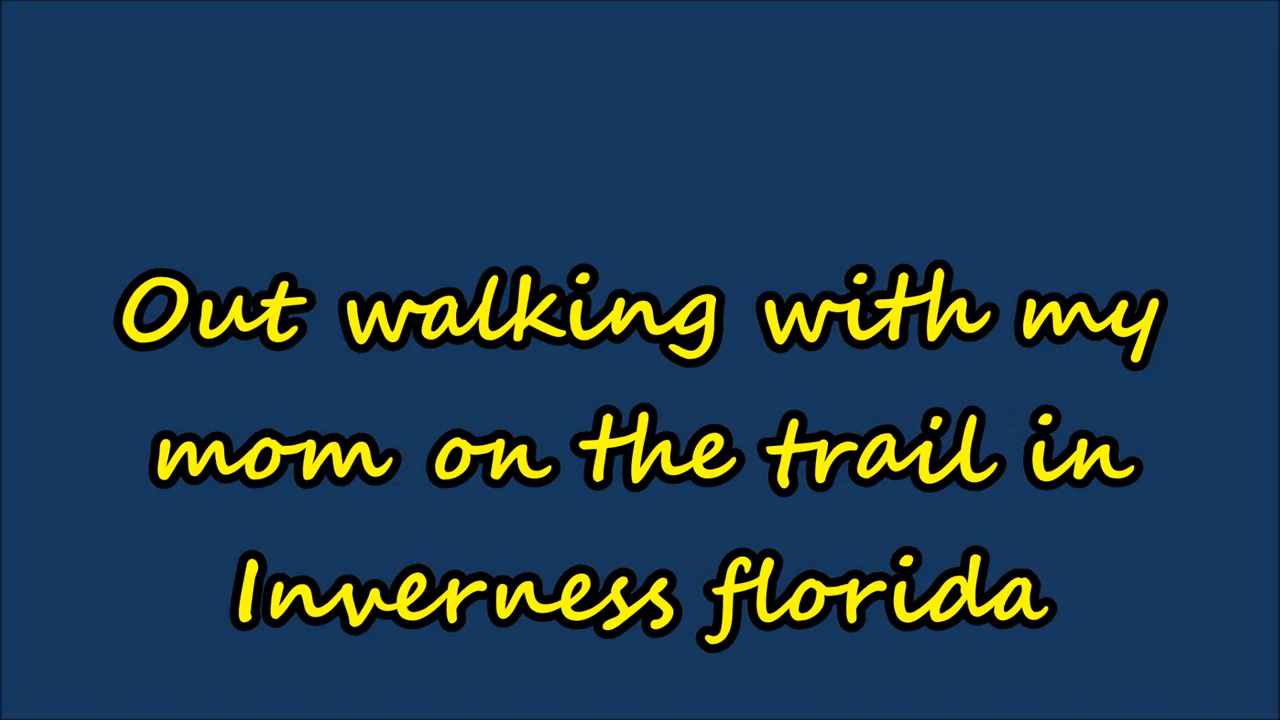 Out walking with my
mom on the trail in
Inverness florida